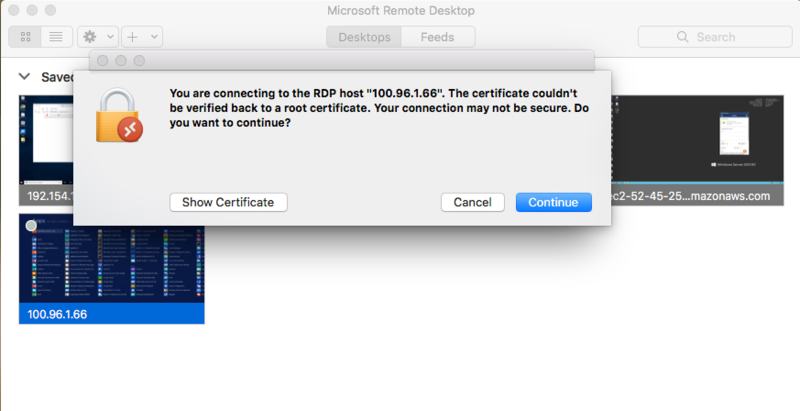 Microsoft Remote Desktop
Desktops Feeds Search
Saved
You are connecting to the RDP host "100.96.1.66". The certificate couldn't
be verified back to a root certificate. Your connection may not be secure. Do
you want to continue?
Show Certificate Cancel Continue
192.154.1
ec2-52-45-25...mazonaws.com
100.96.1.66